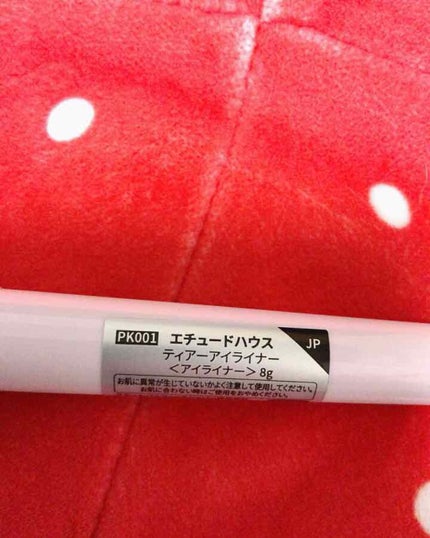 PK001 エチュードハウス JP
ティアーアイライナー
＜アイライナー＞8g
お肌に異常が生じていないかよく注意して使用してください。
お肌に合わない時はご使用をおやめください。